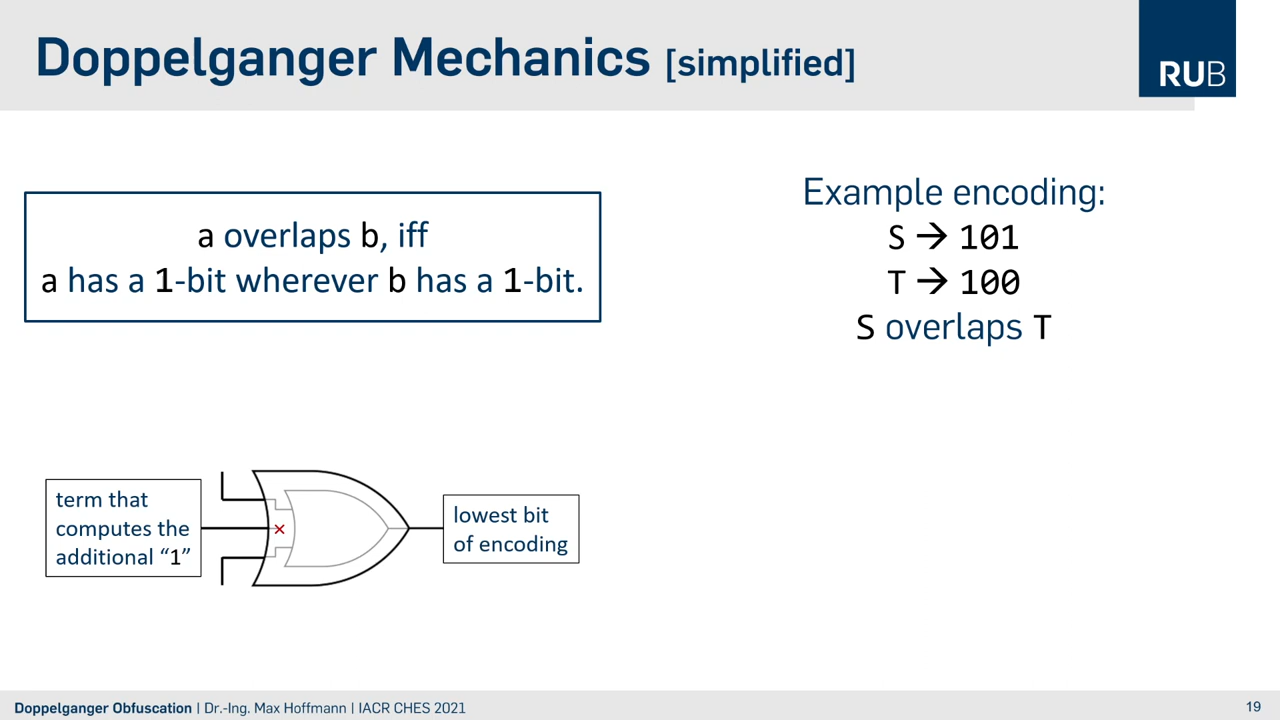 Doppelganger Mechanics [simplified]
RUB
a overlaps b, iff
a has a 1-bit wherever b has a 1-bit.
Example encoding:
S → 101
T → 100
S overlaps T
term that
computes the
additional “1”
lowest bit
of encoding
Doppelganger Obfuscation | Dr.-Ing. Max Hoffmann | IACR CHES 2021
19